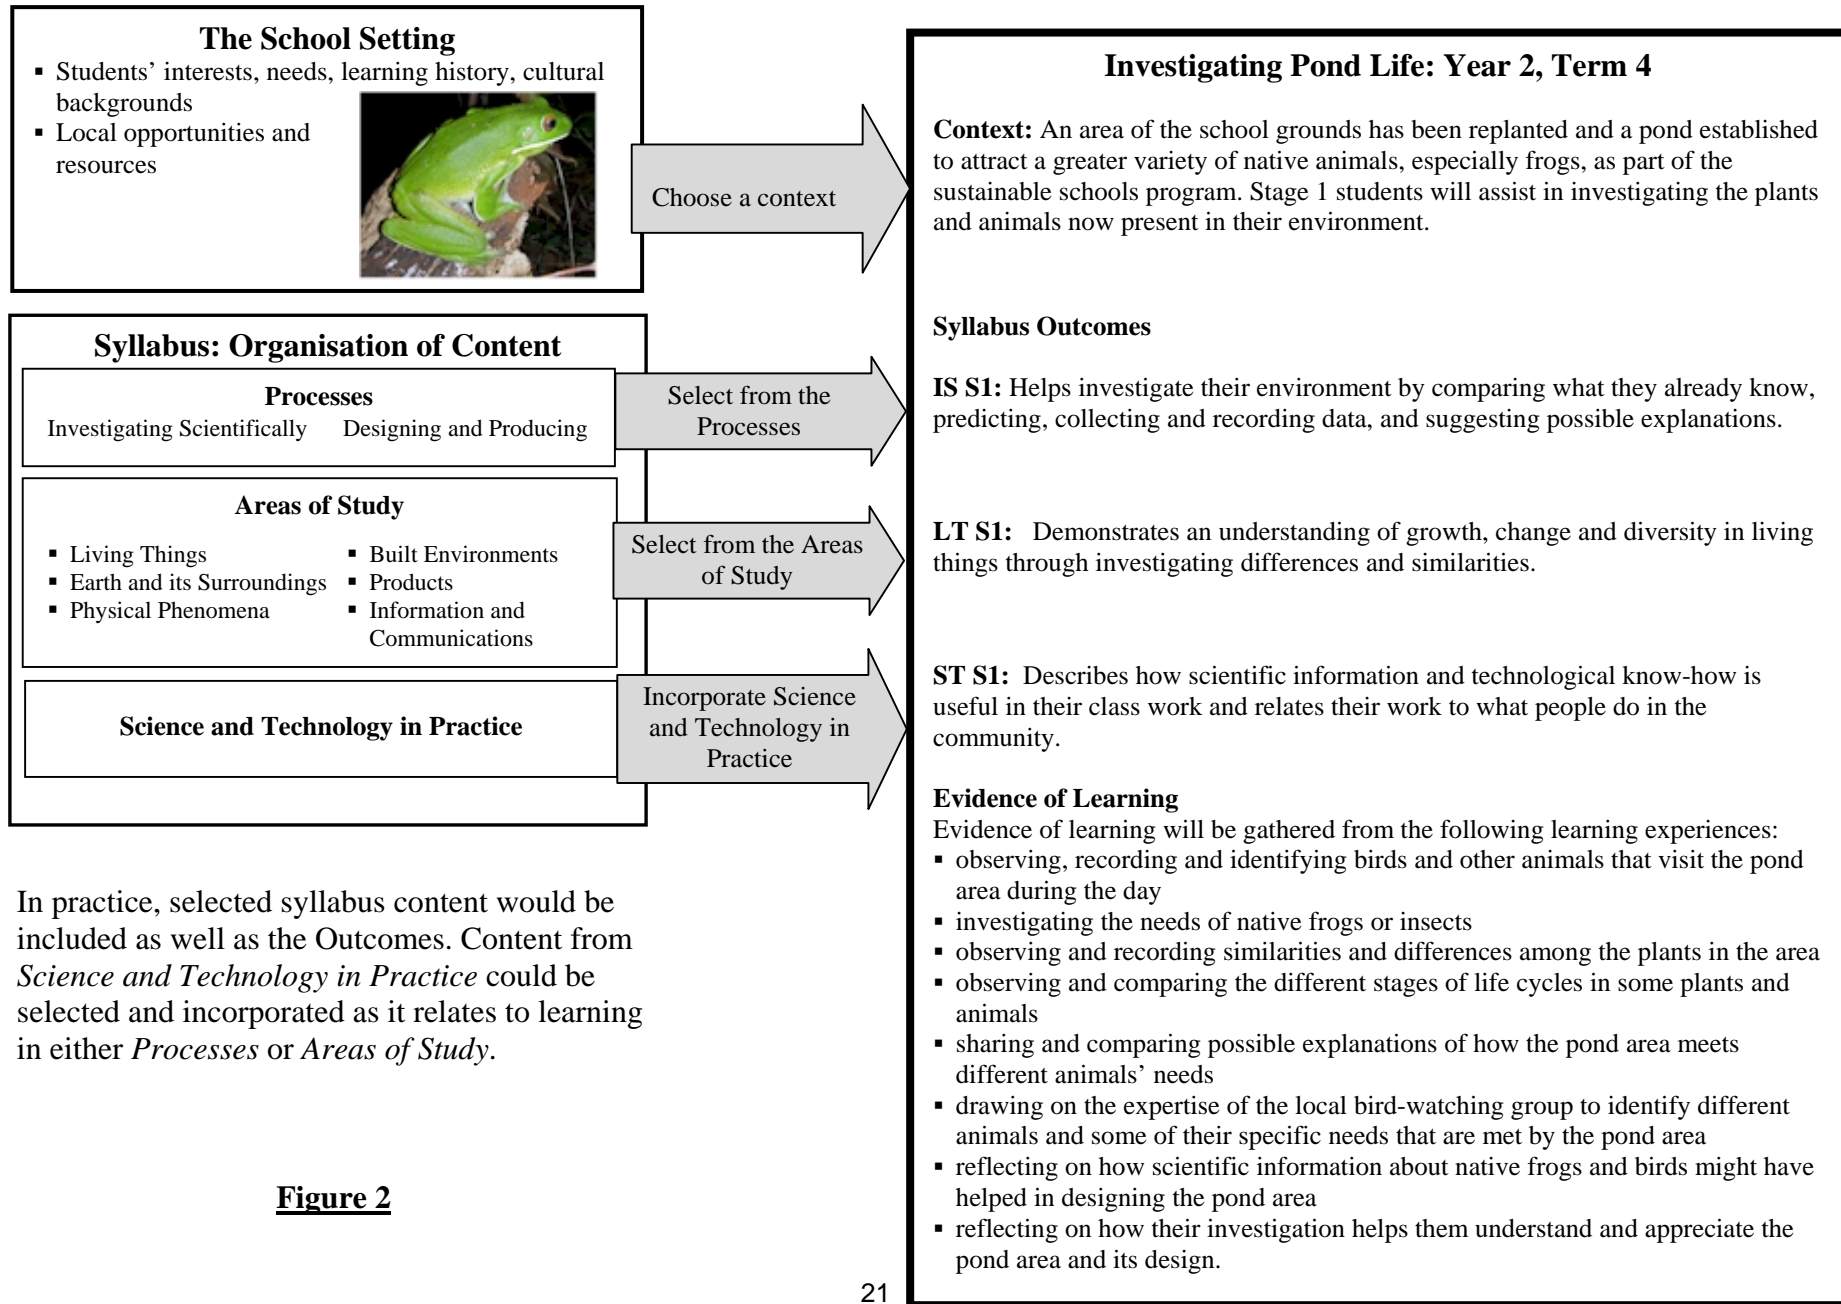 The School Setting
▪ Students' interests, needs, learning history, cultural
backgrounds
▪ Local opportunities and
resources
Choose a context
Syllabus: Organisation of Content
Processes
Investigating Scientifically Designing and Producing
Select from the
Processes
Areas of Study
▪ Living Things
▪ Earth and its Surroundings
▪ Physical Phenomena
▪ Built Environments
▪ Products
▪ Information and
Communications
Select from the Areas
of Study
Science and Technology in Practice
Incorporate Science
and Technology in
Practice
In practice, selected syllabus content would be
included as well as the Outcomes. Content from
Science and Technology in Practice could be
selected and incorporated as it relates to learning
in either Processes or Areas of Study.
Figure 2
Investigating Pond Life: Year 2, Term 4
Context: An area of the school grounds has been replanted and a pond established
to attract a greater variety of native animals, especially frogs, as part of the
sustainable schools program. Stage 1 students will assist in investigating the plants
and animals now present in their environment.
Syllabus Outcomes
IS S1: Helps investigate their environment by comparing what they already know,
predicting, collecting and recording data, and suggesting possible explanations.
LT S1: Demonstrates an understanding of growth, change and diversity in living
things through investigating differences and similarities.
ST S1: Describes how scientific information and technological know-how is
useful in their class work and relates their work to what people do in the
community.
Evidence of Learning
Evidence of learning will be gathered from the following learning experiences:
▪ observing, recording and identifying birds and other animals that visit the pond
area during the day
▪ investigating the needs of native frogs or insects
▪ observing and recording similarities and differences among the plants in the area
▪ observing and comparing the different stages of life cycles in some plants and
animals
▪ sharing and comparing possible explanations of how the pond area meets
different animals' needs
▪ drawing on the expertise of the local bird-watching group to identify different
animals and some of their specific needs that are met by the pond area
▪ reflecting on how scientific information about native frogs and birds might have
helped in designing the pond area
▪ reflecting on how their investigation helps them understand and appreciate the
pond area and its design.
21